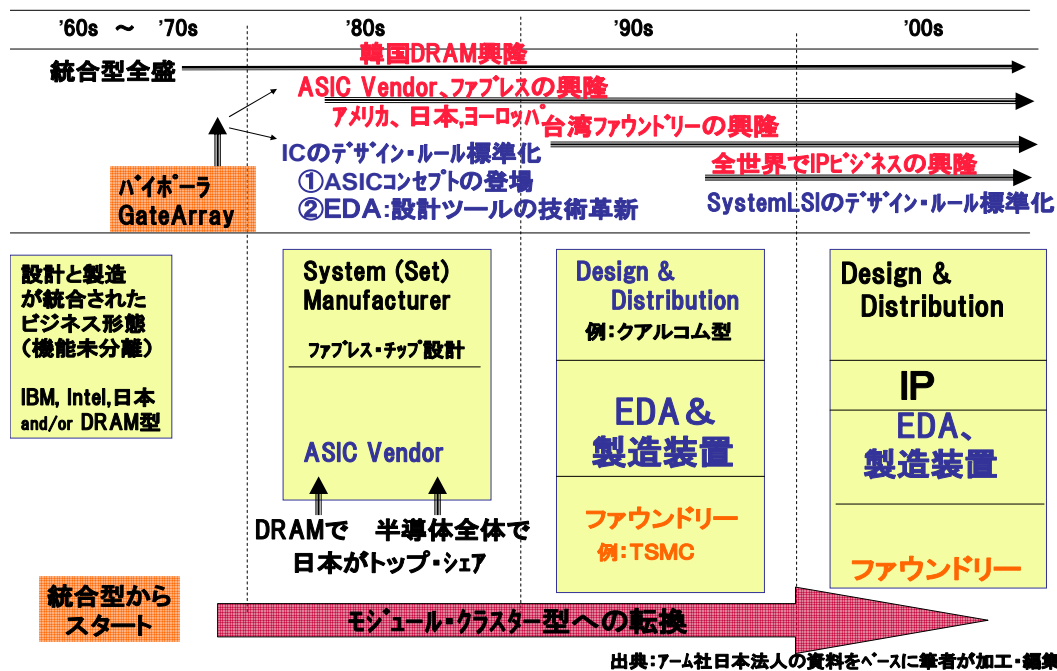 '60s ～ '70s
'80s
'90s
'00s
統合型全盛
韓国DRAM興隆
ASIC Vendor、ファブレスの興隆
アメリカ、日本,ヨーロッパ
台湾ファウンドリーの興隆
ICのデザイン・ルール標準化
①ASICコンセプトの登場
②EDA：設計ツールの技術革新
全世界でIPビジネスの興隆
SystemLSIのデザイン・ルール標準化
バイポーラ
GateArray
設計と製造
が統合された
ビジネス形態
（機能未分離）
IBM, Intel,日本
and/or DRAM型
System (Set)
Manufacturer
ファブレス・チップ設計
ASIC Vendor
Design &
Distribution
例：クアルコム型
EDA＆
製造装置
ファウンドリー
例：TSMC
Design &
Distribution
IP
EDA、
製造装置
ファウンドリー
DRAMで　半導体全体で
日本がトップ・シェア
統合型から
スタート
モジュール・クラスター型への転換
出典：アーム社日本法人の資料をベースに筆者が加工・編集